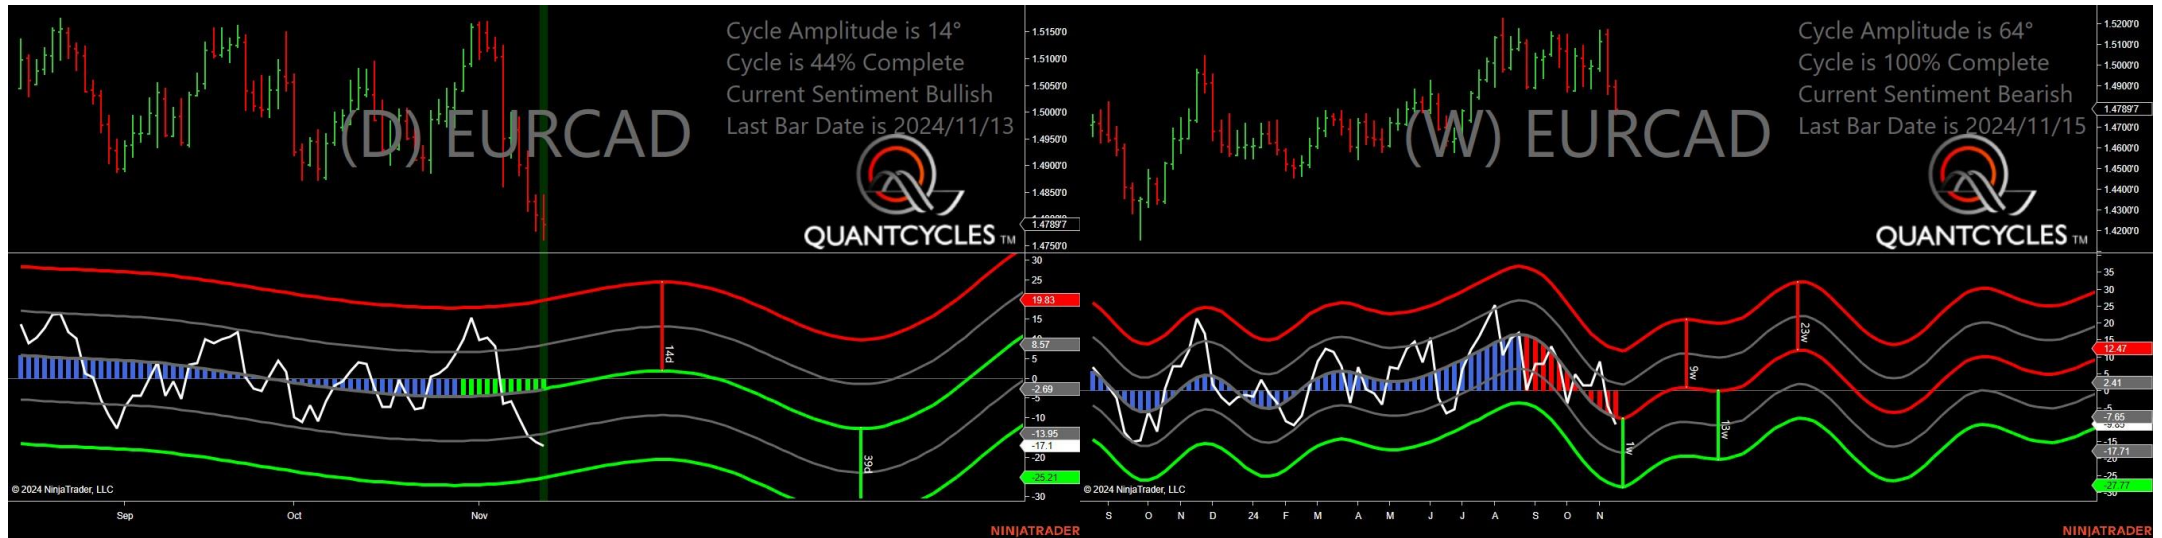 Cycle Amplitude is 14°
Cycle is 44% Complete
Current Sentiment Bullish
Last Bar Date is 2024/11/13
(D) EURCAD
QUANTCYCLES TM
1.5150'0
1.5100'0
1.5050'0
1.5000'0
1.4950'0
1.4900'0
1.4850'0
1.4789'7
1.4750'0
30
25
19.83
15
8.57
5
0
-2.69
-5
-10
-13.95
-17.1
-20
-25.21
-30
14d
39d
© 2024 NinjaTrader, LLC
Sep Oct Nov
NINJATRADER
Cycle Amplitude is 64°
Cycle is 100% Complete
Current Sentiment Bearish
Last Bar Date is 2024/11/15
(W) EURCAD
QUANTCYCLES TM
1.5200'0
1.5100'0
1.5000'0
1.4900'0
1.4789'7
1.4700'0
1.4600'0
1.4500'0
1.4400'0
1.4300'0
1.4200'0
35
30
25
20
15
12.47
10
5
2.41
0
-5
-7.65
-9.85
-15
-17.71
-25
-27.77
-30
1w
9w
13w
23w
© 2024 NinjaTrader, LLC
S O N D 24 F M A M J J A S O N
NINJATRADER